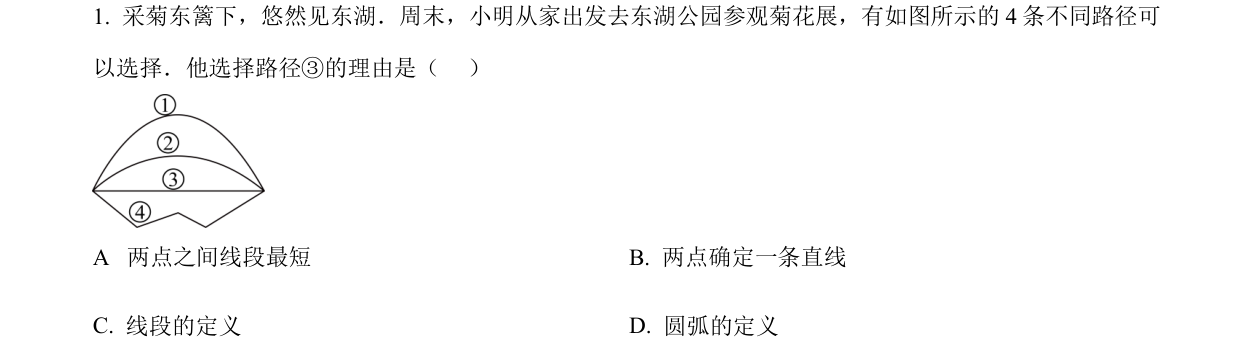 1. 采菊东篱下，悠然见东湖．周末，小明从家出发去东湖公园参观菊花展，有如图所示的 4 条不同路径可
以选择．他选择路径③的理由是（ ）
①
②
③
④
A 两点之间线段最短
B. 两点确定一条直线
C. 线段的定义
D. 圆弧的定义